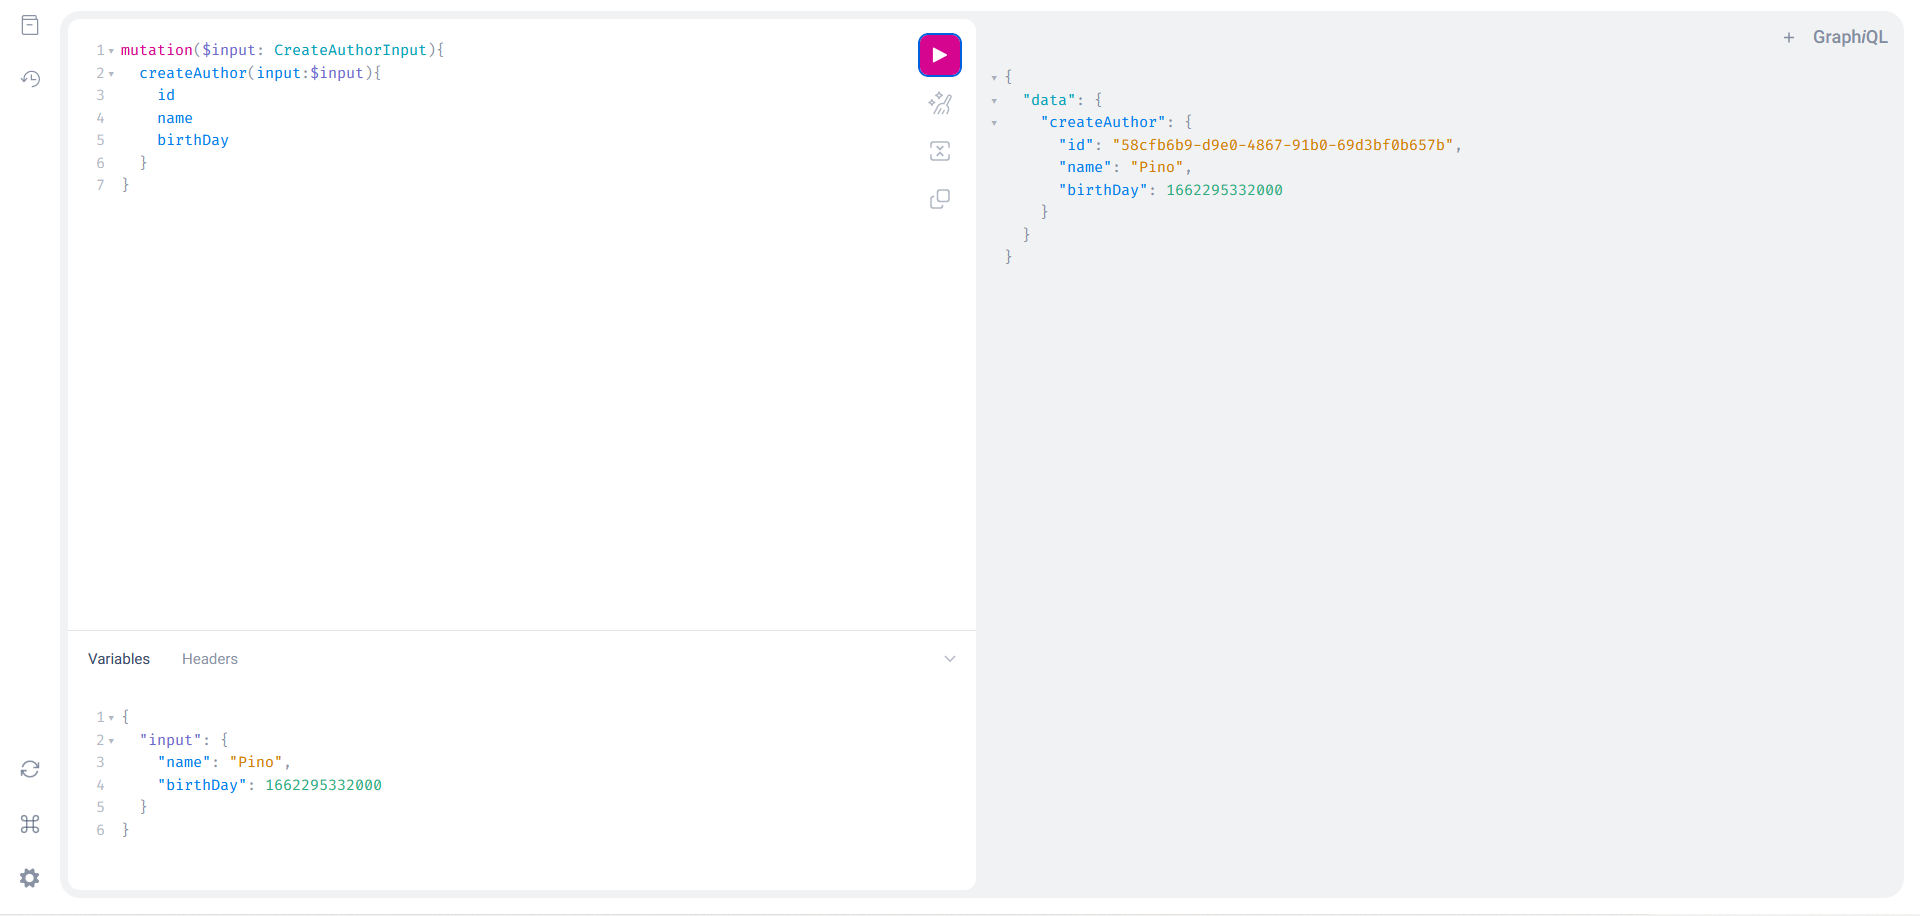 1 mutation($input: CreateAuthorInput){
2 createAuthor(input:$input){
3 id
4 name
5 birthDay
6 }
7 }
Variables Headers
1 {
2 "input": {
3 "name": "Pino",
4 "birthDay": 1662295332000
5 }
6 }
+ GraphiQL
{
"data": {
"createAuthor": {
"id": "58cfb6b9-d9e0-4867-91b0-69d3bf0b657b",
"name": "Pino",
"birthDay": 1662295332000
}
}
}